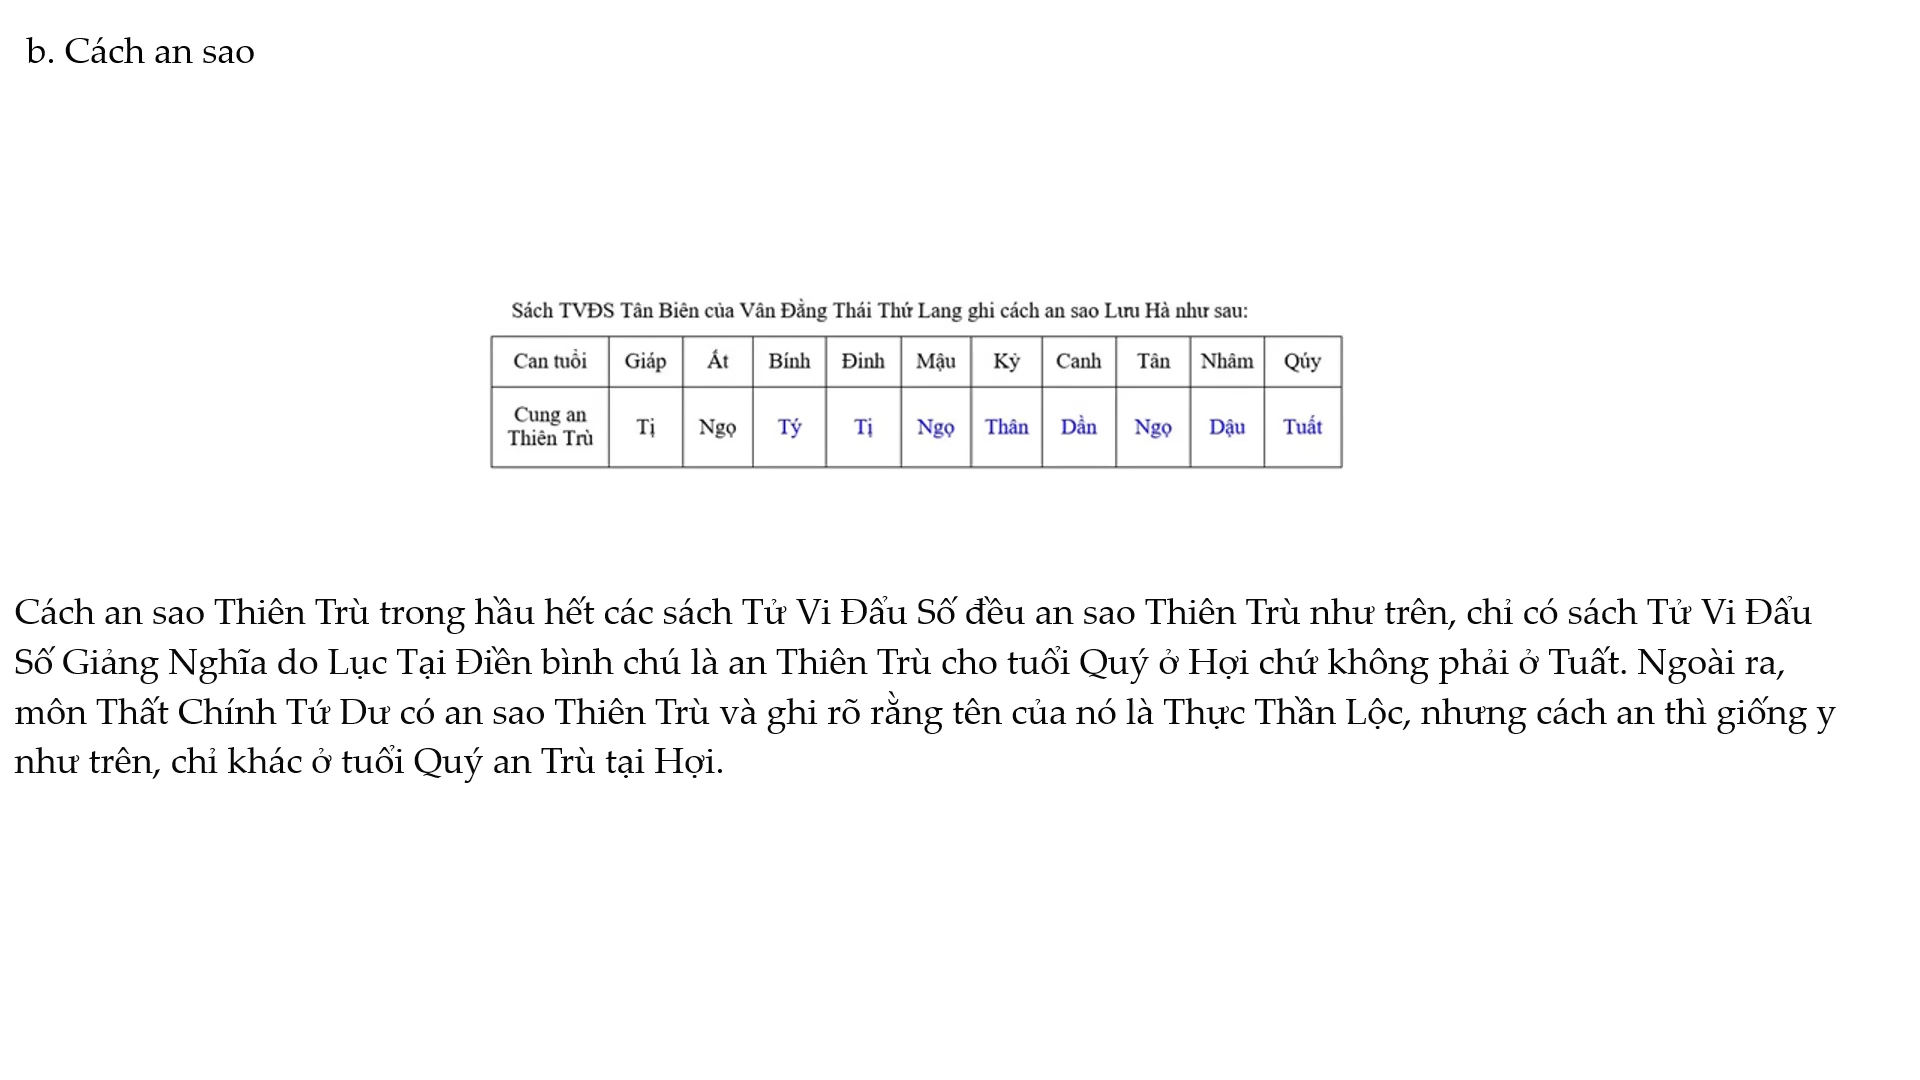 b. Cách an sao
Sách TVĐS Tân Biên của Vân Đằng Thái Thứ Lang ghi cách an sao Lưu Hà như sau:
Can tuổi Giáp Ất Bính Đinh Mậu Kỷ Canh Tân Nhâm Qúy
Cung an Thiên Trù Tị Ngọ Tý Tị Ngọ Thân Dần Ngọ Dậu Tuất
Cách an sao Thiên Trù trong hầu hết các sách Tử Vi Đẩu Số đều an sao Thiên Trù như trên, chỉ có sách Tử Vi Đẩu
Số Giảng Nghĩa do Lục Tại Điền bình chú là an Thiên Trù cho tuổi Quý ở Hợi chứ không phải ở Tuất. Ngoài ra,
môn Thất Chính Tứ Dư có an sao Thiên Trù và ghi rõ rằng tên của nó là Thực Thần Lộc, nhưng cách an thì giống y
như trên, chỉ khác ở tuổi Quý an Trù tại Hợi.